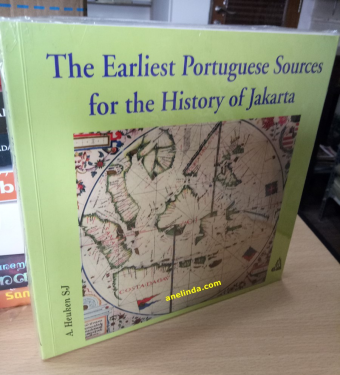 The Earliest Portuguese Sources
for the History of Jakarta
A. Heuken SJ
anelinda.com